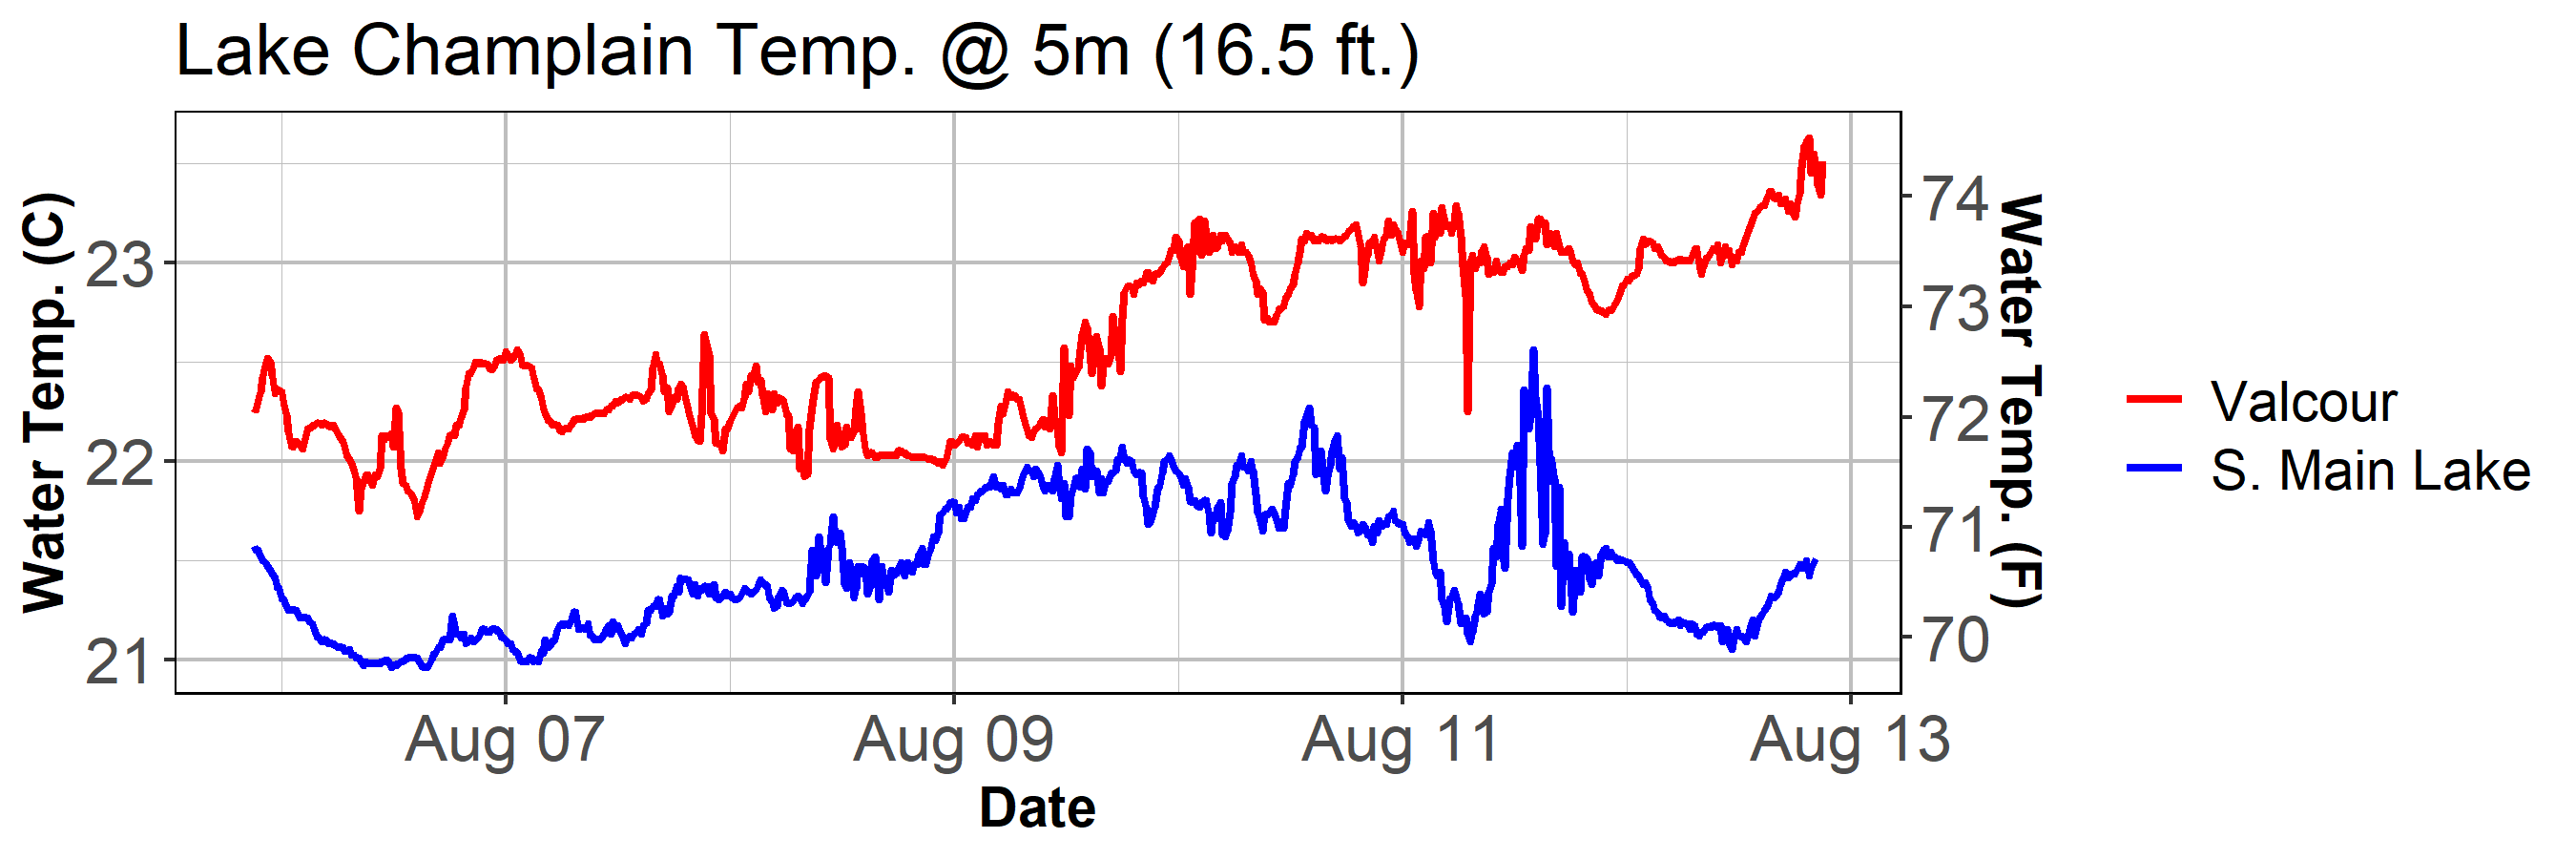 Lake Champlain Temp. @ 5m (16.5 ft.)
Water Temp. (C)
23
22
21
74
73
72
71
70
Water Temp. (F)
Aug 07
Aug 09
Aug 11
Aug 13
Date
Valcour
S. Main Lake